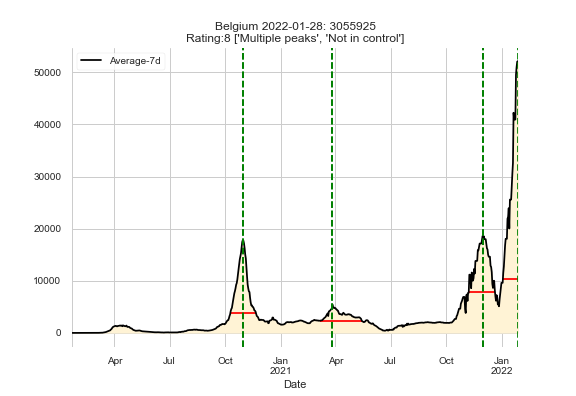 Belgium 2022-01-28: 3055925
Rating:8 ['Multiple peaks', 'Not in control']
Average-7d
50000
40000
30000
20000
10000
0
Apr Jul Oct Jan Apr Jul Oct Jan
2021 2022
Date